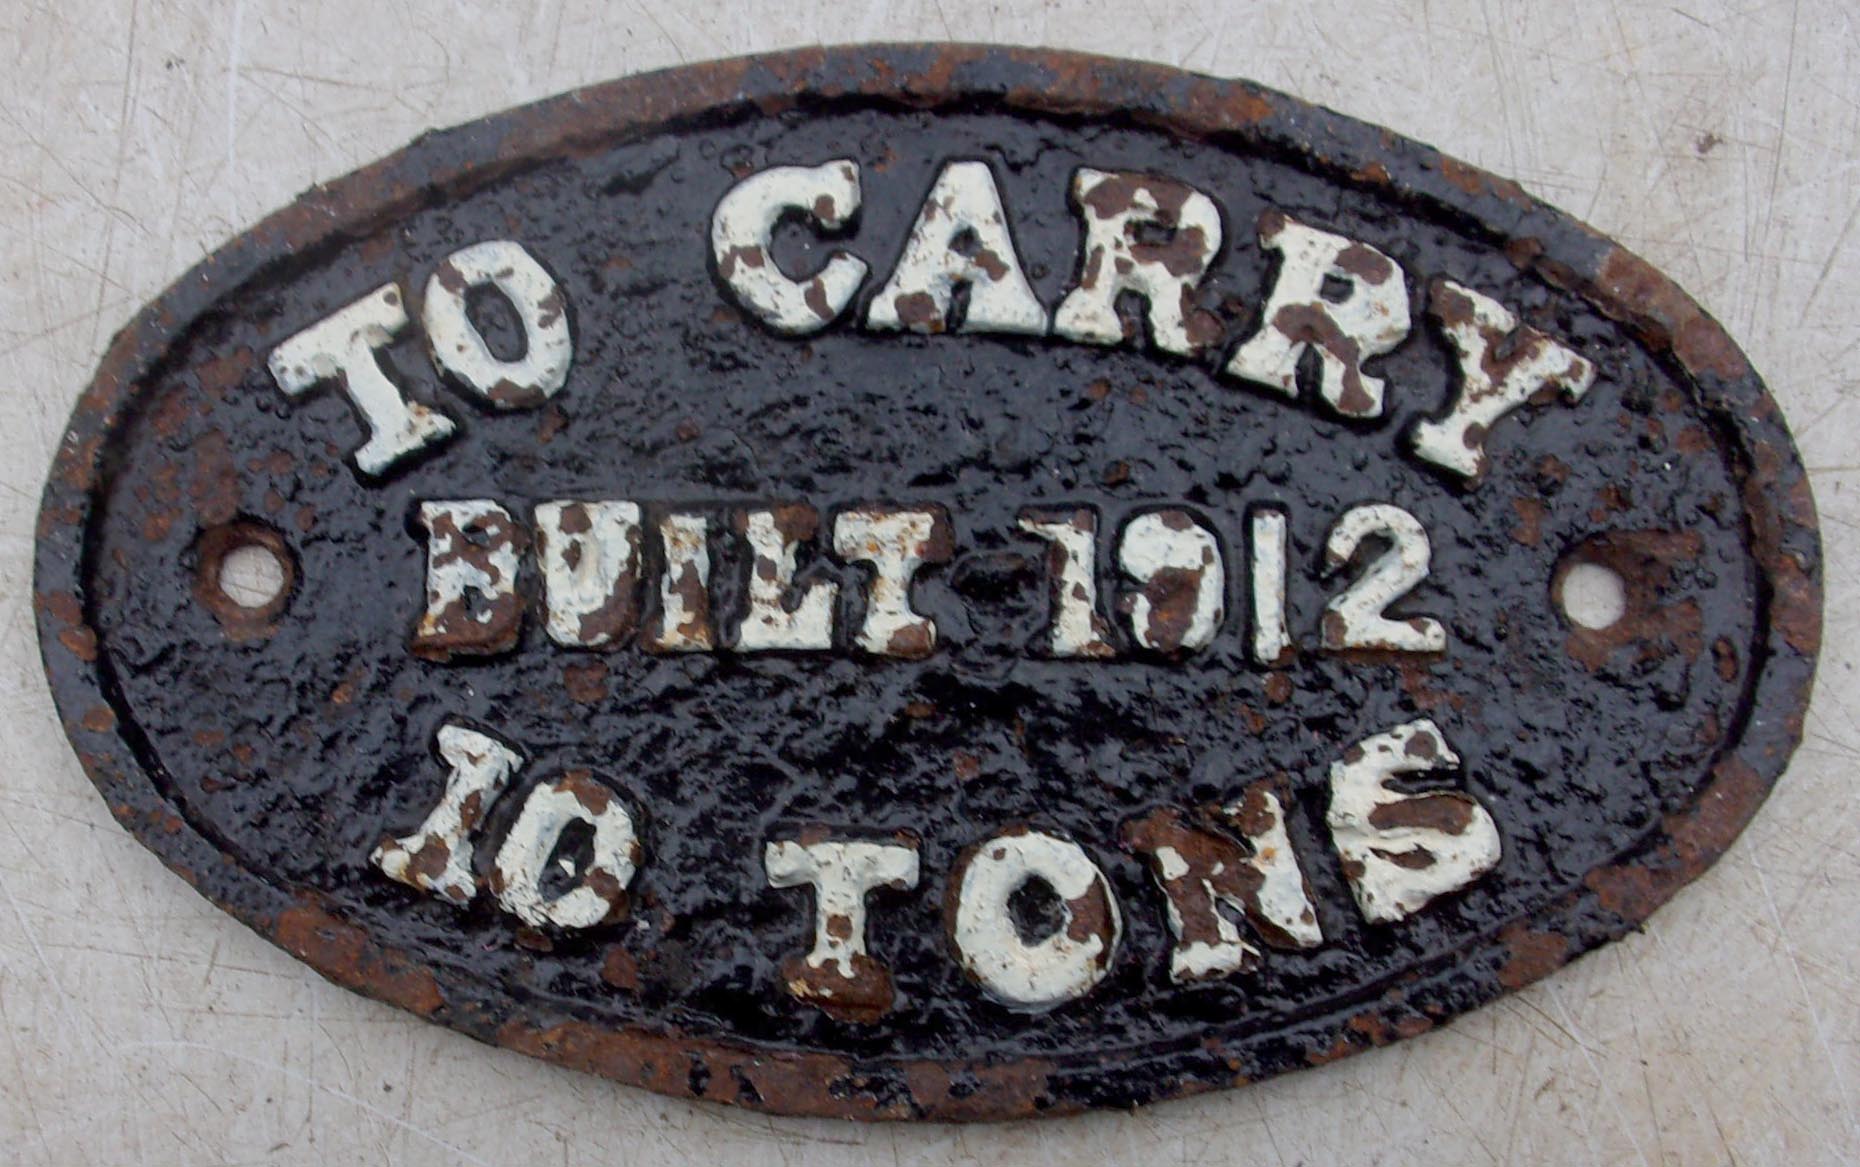 TO CARRY
BUILT 1912
10 TONS